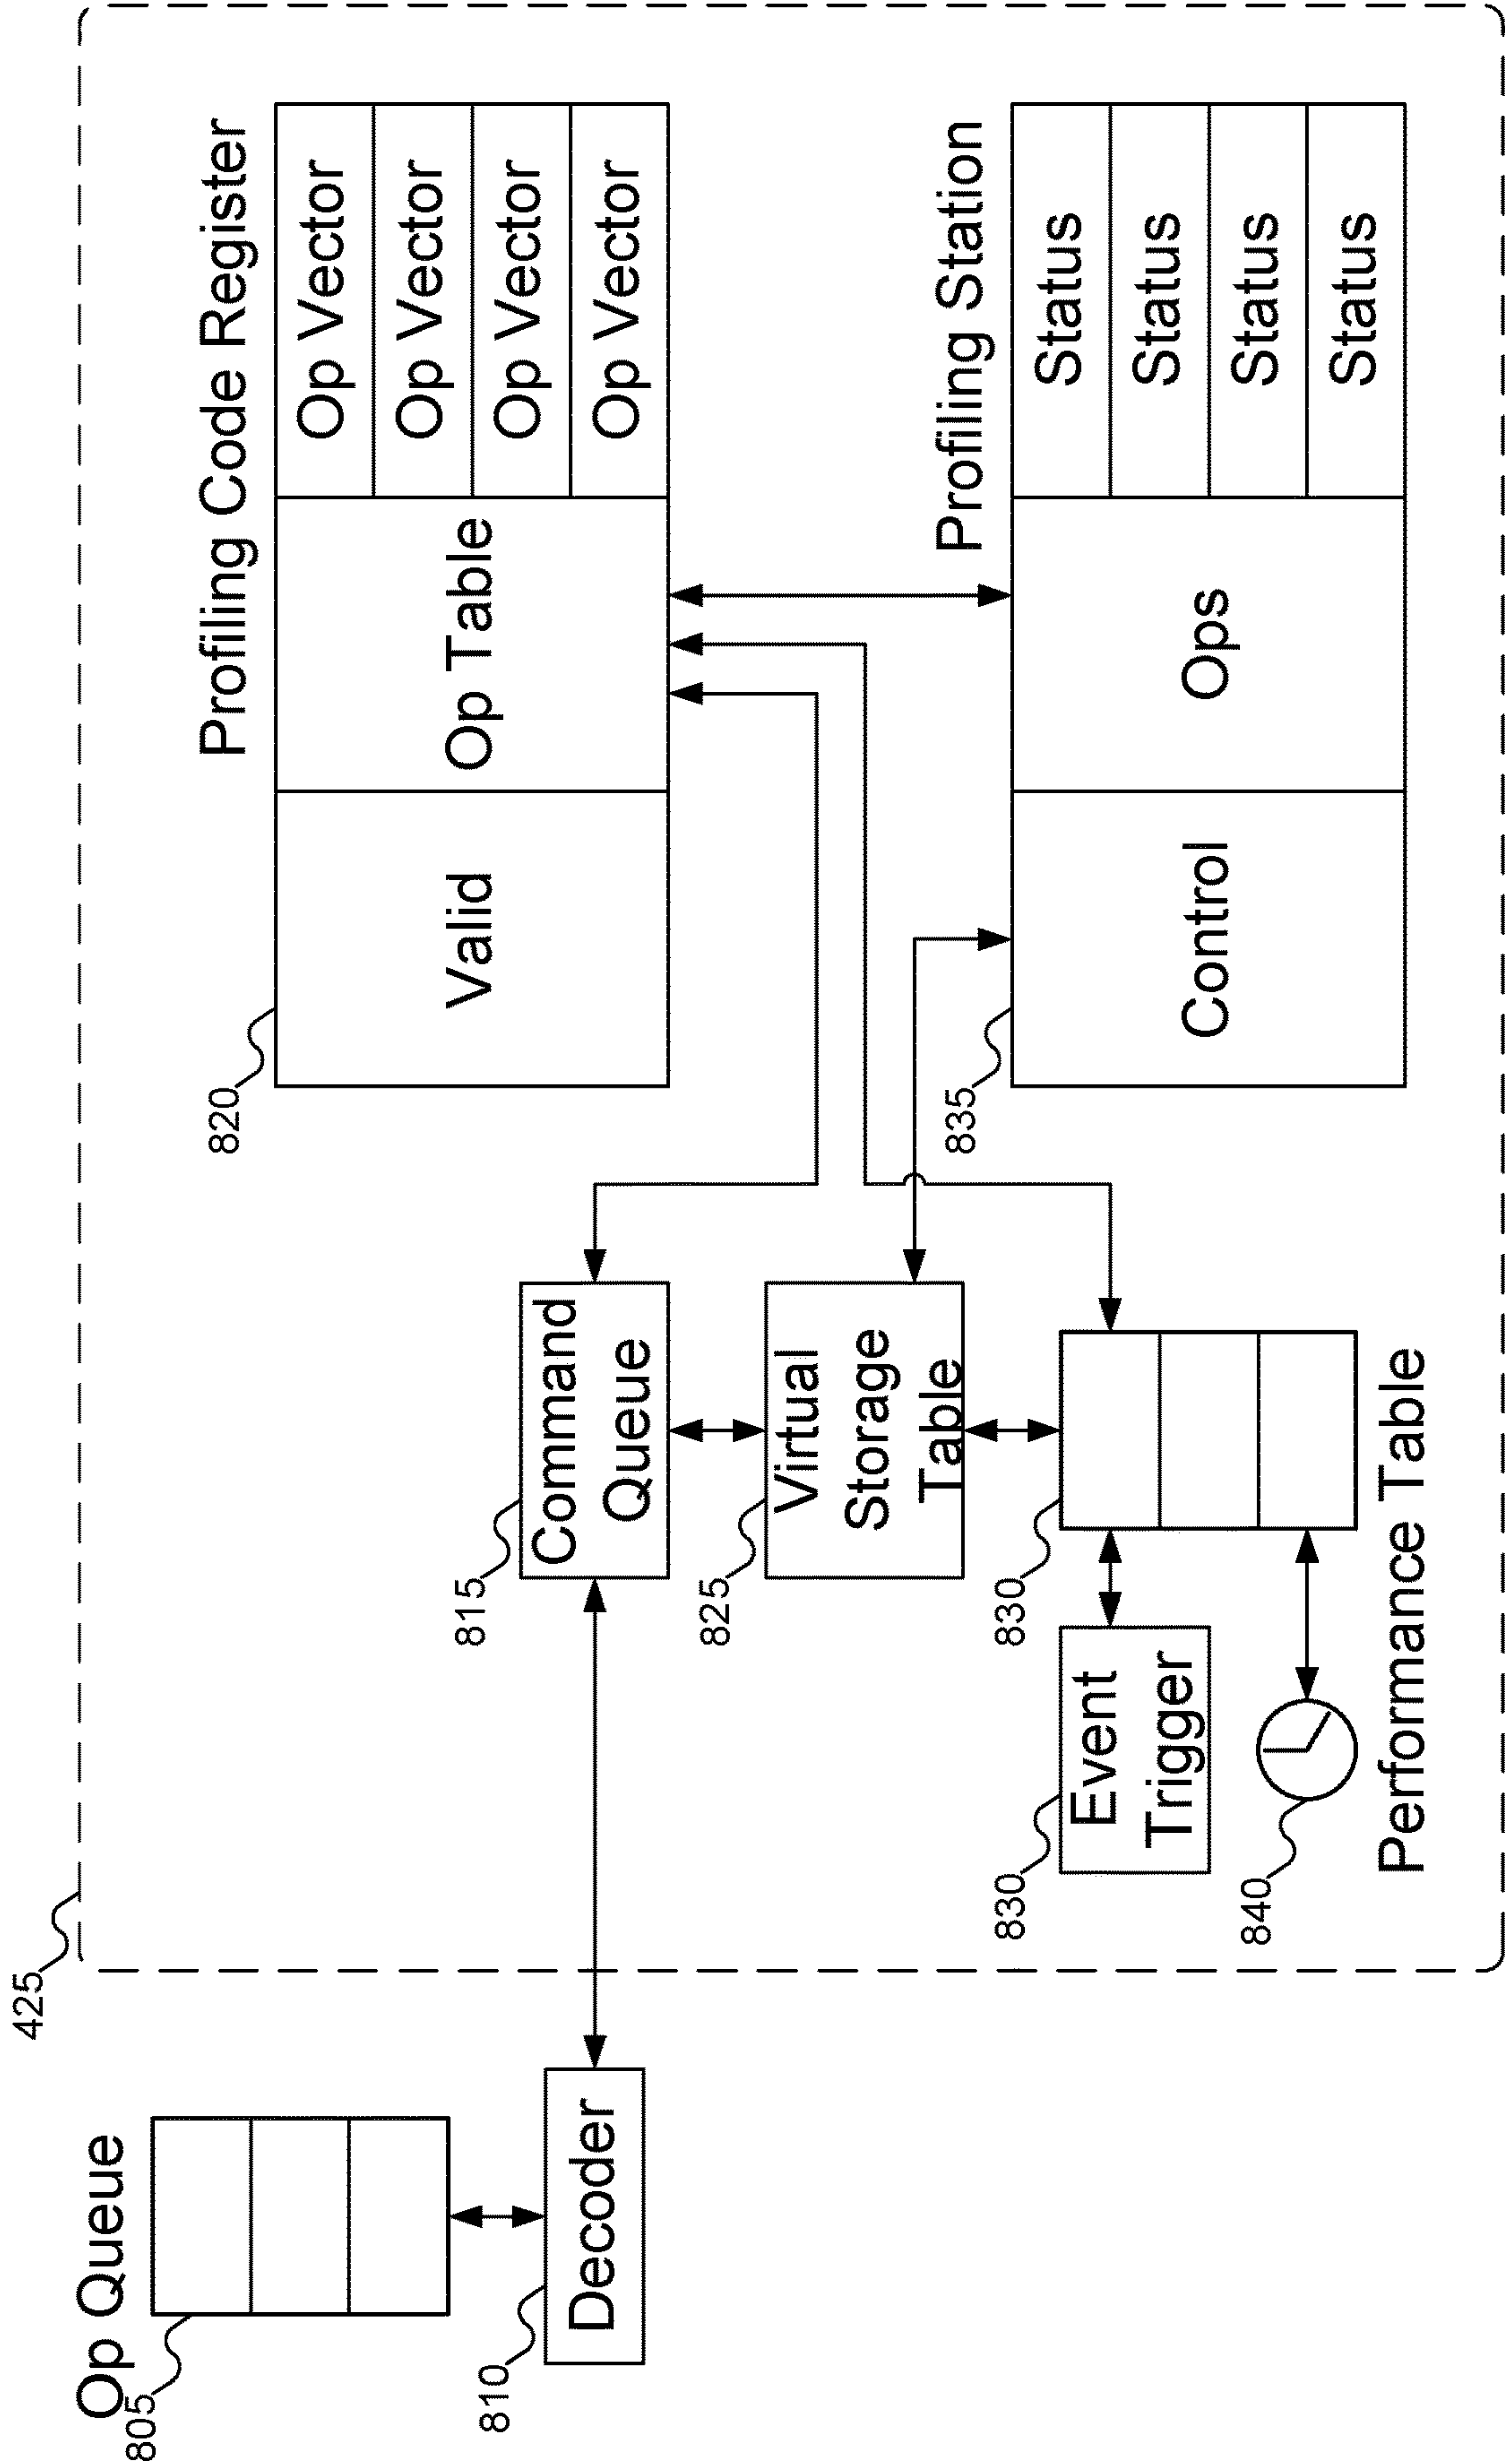 425
Op Queue
805
810
Decoder
Profiling Code Register
820
Valid
Op Table
Op Vector
Op Vector
Op Vector
Op Vector
815
Command
Queue
825
Virtual
Storage
Table
830
830
Event
Trigger
840
Performance Table
Profiling Station
835
Control
Ops
Status
Status
Status
Status